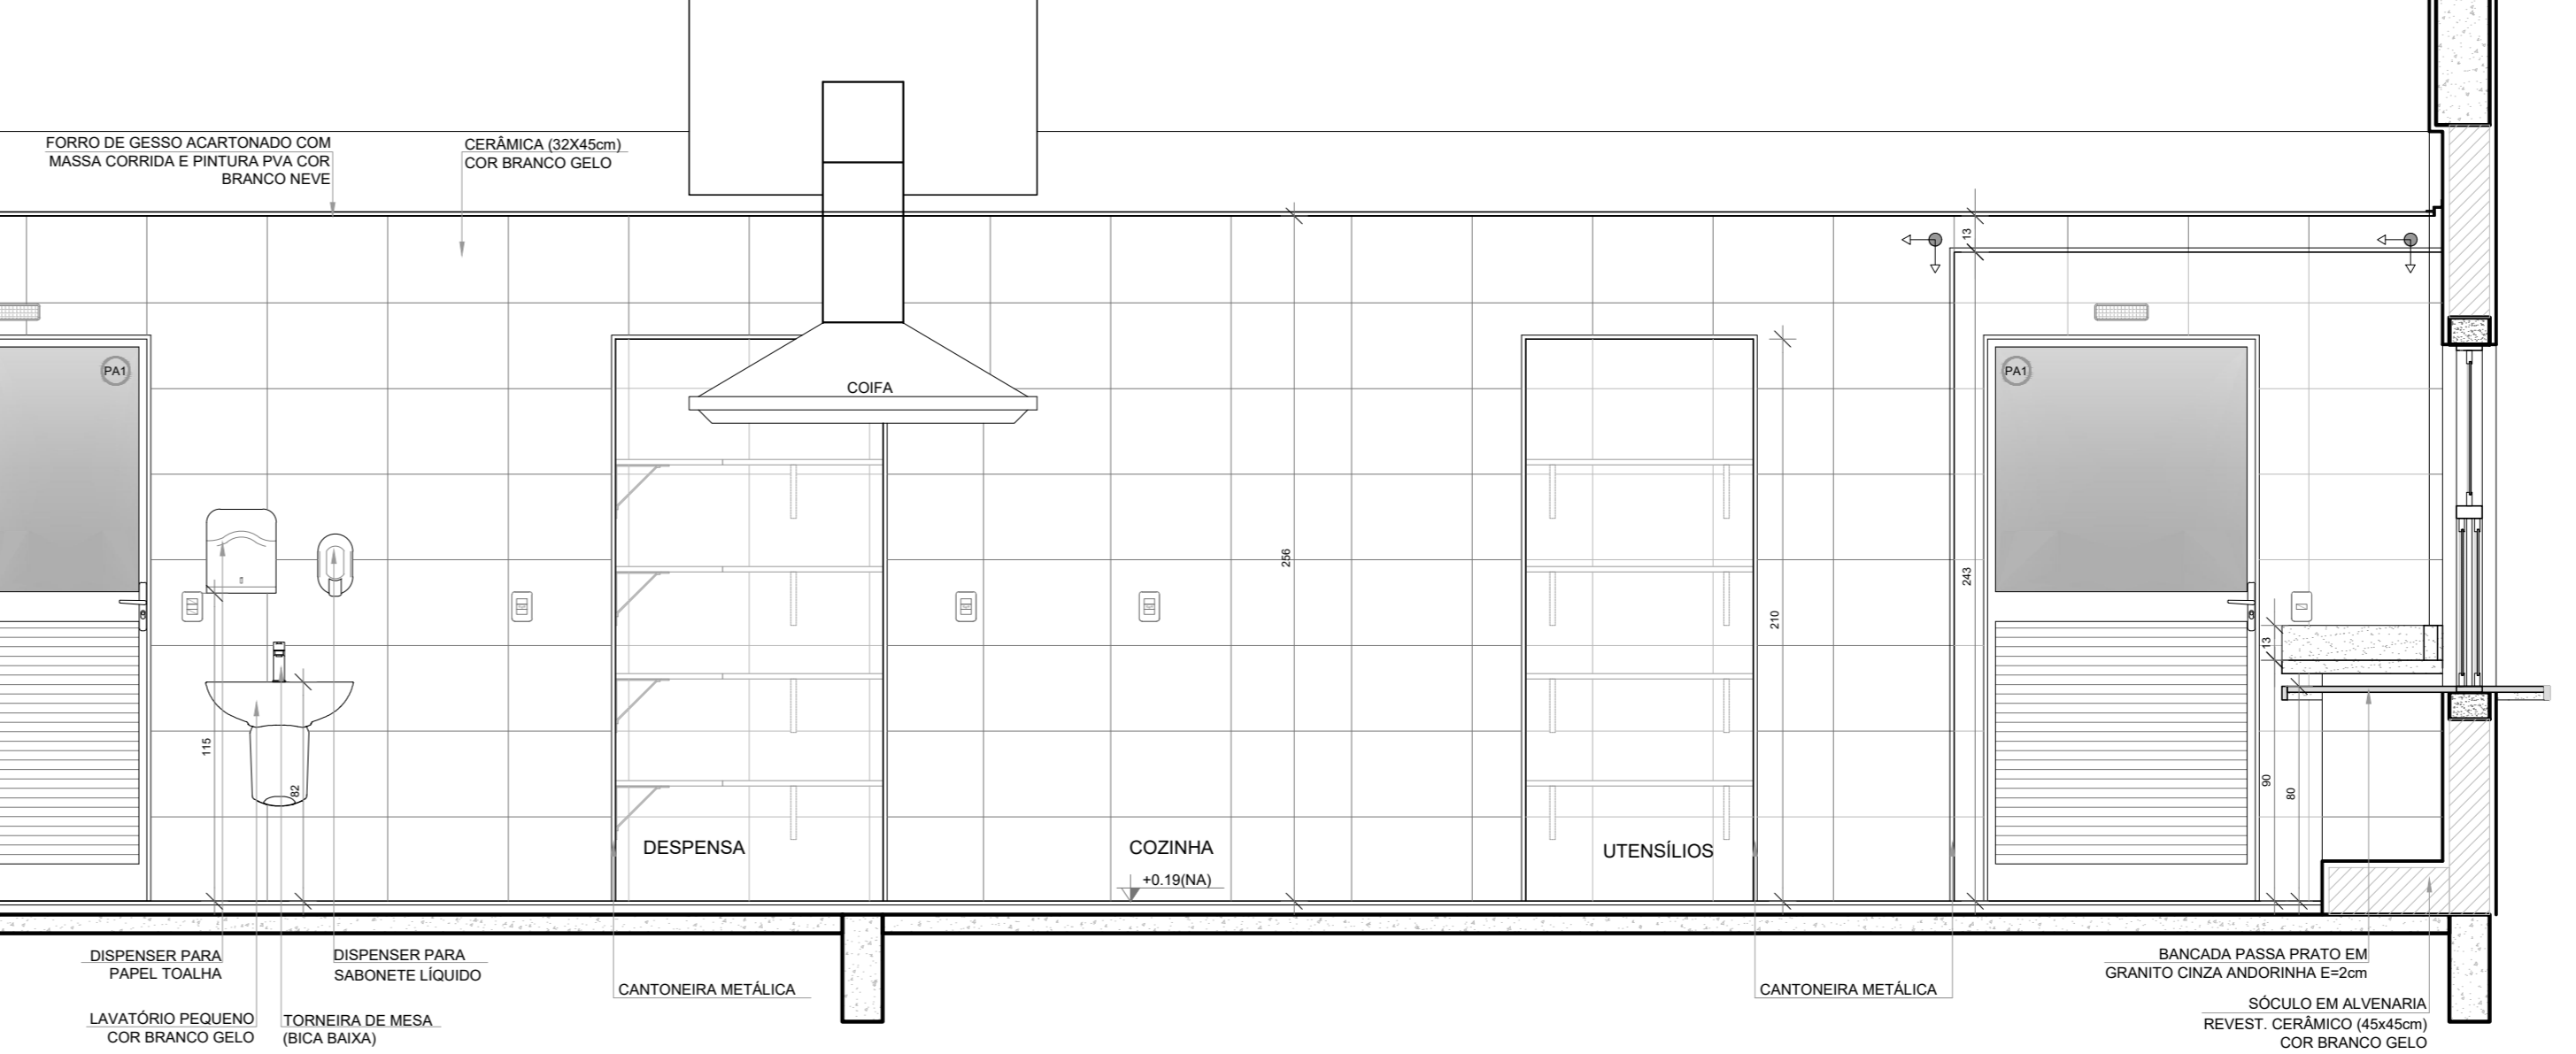 FORRO DE GESSO ACARTONADO COM
MASSA CORRIDA E PINTURA PVA COR
BRANCO NEVE
CERÂMICA (32X45cm)
COR BRANCO GELO
13
PA1
PA1
COIFA
256
243
210
13
115
82
90
80
DESPENSA
COZINHA
+0.19(NA)
UTENSÍLIOS
DISPENSER PARA
PAPEL TOALHA
DISPENSER PARA
SABONETE LÍQUIDO
CANTONEIRA METÁLICA
CANTONEIRA METÁLICA
BANCADA PASSA PRATO EM
GRANITO CINZA ANDORINHA E=2cm
LAVATÓRIO PEQUENO
COR BRANCO GELO
TORNEIRA DE MESA
(BICA BAIXA)
SÓCULO EM ALVENARIA
REVEST. CERÂMICO (45x45cm)
COR BRANCO GELO